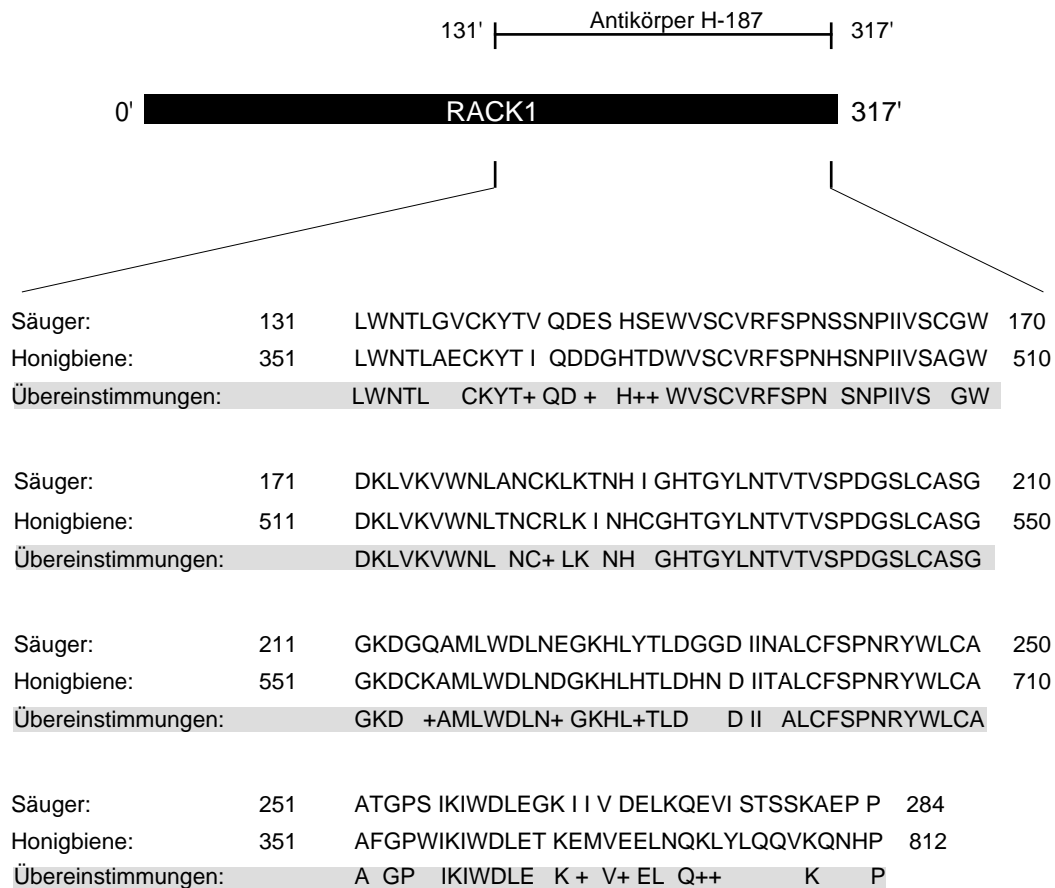 Antikörper H-187
131' 317'
0' RACK1 317'
Säuger: 131 LWNTLGVCKYTV QDES HSEWVSCVRFSPNSSNPIIVSCGW 170
Honigbiene: 351 LWNTLAECKYT I QDDGHTDWVSCVRFSPNHSNPIIVSAGW 510
Übereinstimmungen: LWNTL CKYT+ QD + H++ WVSCVRFSPN SNPIIVS GW
Säuger: 171 DKLVKVWNLANCKLKTNH I GHTGYLNTVTVSPDGSLCASG 210
Honigbiene: 511 DKLVKVWNLTNCRLK I NHCGHTGYLNTVTVSPDGSLCASG 550
Übereinstimmungen: DKLVKVWNL NC+ LK NH GHTGYLNTVTVSPDGSLCASG
Säuger: 211 GKDGQAMLWDLNEGKHLYTLDGGD IINALCFSPNRYWLCA 250
Honigbiene: 551 GKDCKAMLWDLNDGKHLHTLDHN D IITALCFSPNRYWLCA 710
Übereinstimmungen: GKD +AMLWDLN+ GKHL+TLD D II ALCFSPNRYWLCA
Säuger: 251 ATGPS IKIWDLEGK I I V DELKQEVI STSSKAEP P 284
Honigbiene: 351 AFGPWIKIWDLET KEMVEELNQKLYLQQVKQNHP 812
Übereinstimmungen: A GP IKIWDLE K + V+ EL Q++ K P